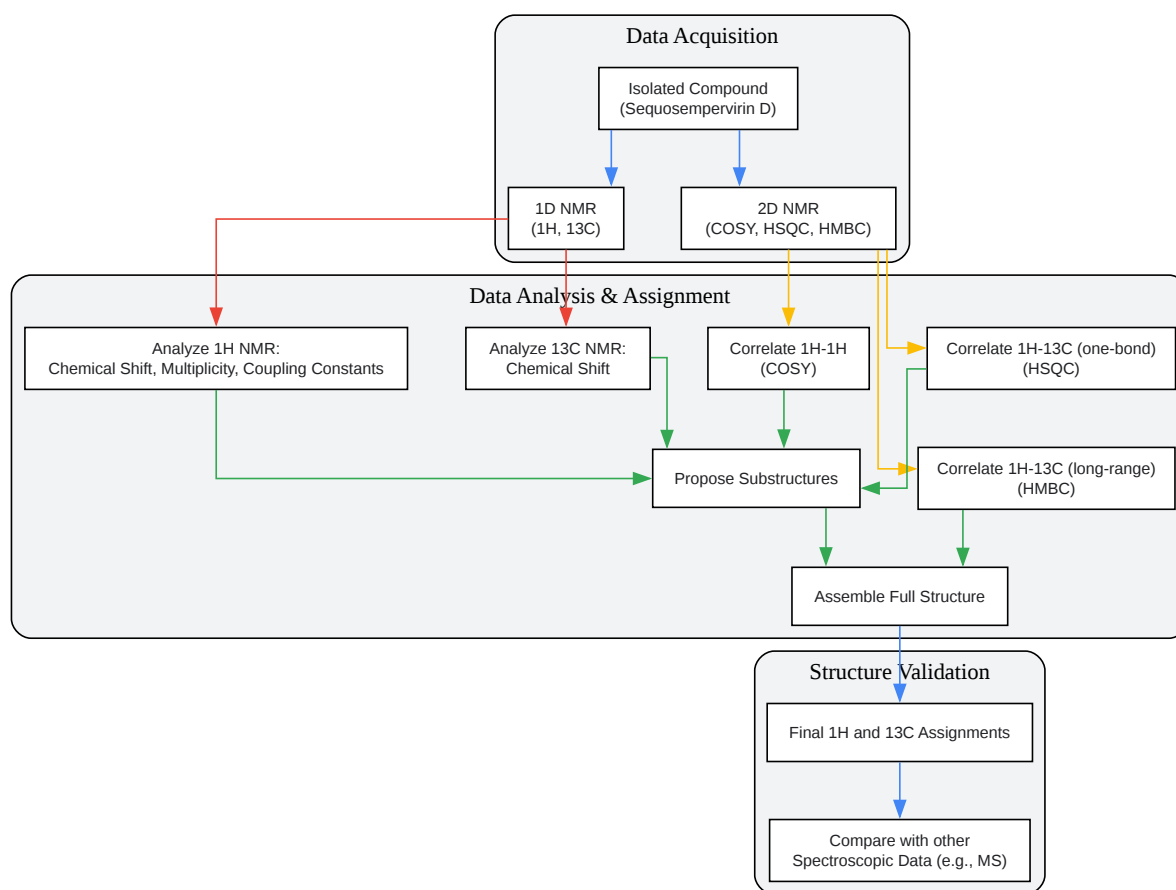 Data Acquisition
Isolated Compound
(Sequosempervirin D)
1D NMR
(1H, 13C)
2D NMR
(COSY, HSQC, HMBC)
Data Analysis & Assignment
Analyze 1H NMR:
Chemical Shift, Multiplicity, Coupling Constants
Analyze 13C NMR:
Chemical Shift
Correlate 1H-1H
(COSY)
Correlate 1H-13C (one-bond)
(HSQC)
Propose Substructures
Correlate 1H-13C (long-range)
(HMBC)
Assemble Full Structure
Structure Validation
Final 1H and 13C Assignments
Compare with other
Spectroscopic Data (e.g., MS)